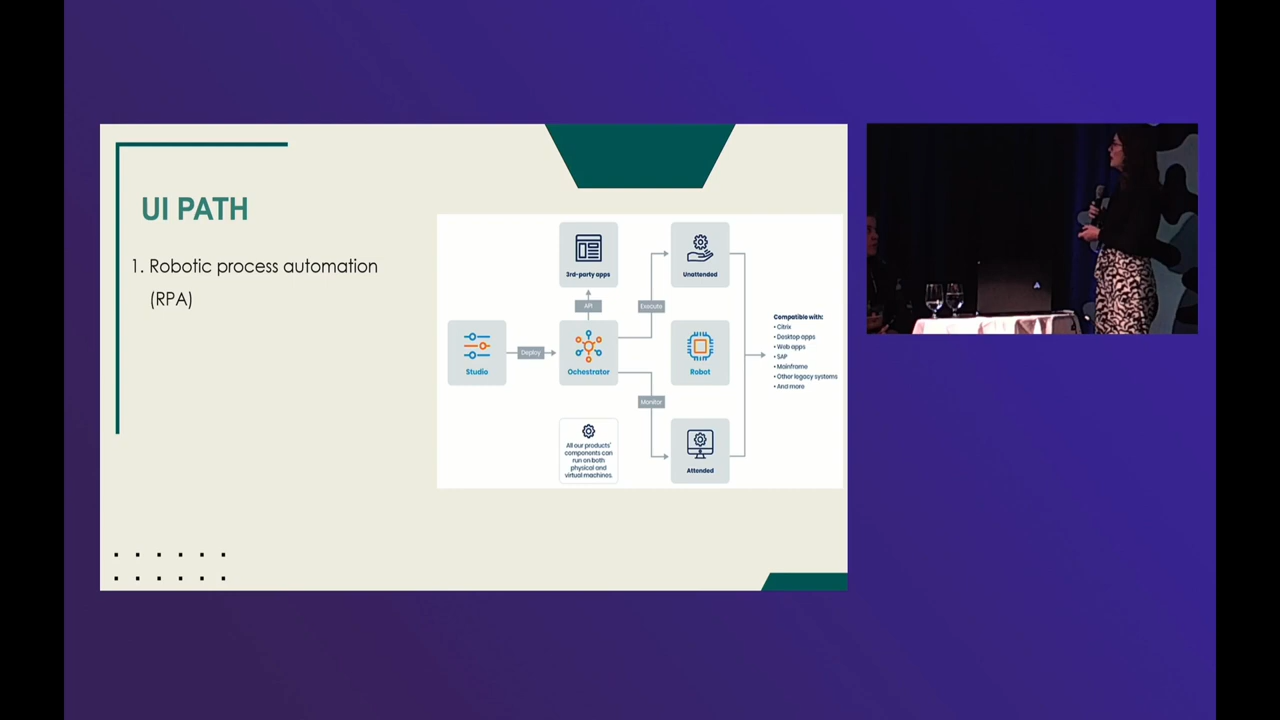 UI PATH
1. Robotic process automation
(RPA)
3rd-party apps
Unattended
API
Execute
Studio
Deploy
Ochestrator
Robot
Monitor
Compatible with:
• Citrix
• Desktop apps
• Web apps
• SAP
• Mainframe
• Other legacy systems
• And more
All our products'
components can
run on both
physical and
virtual machines.
Attended